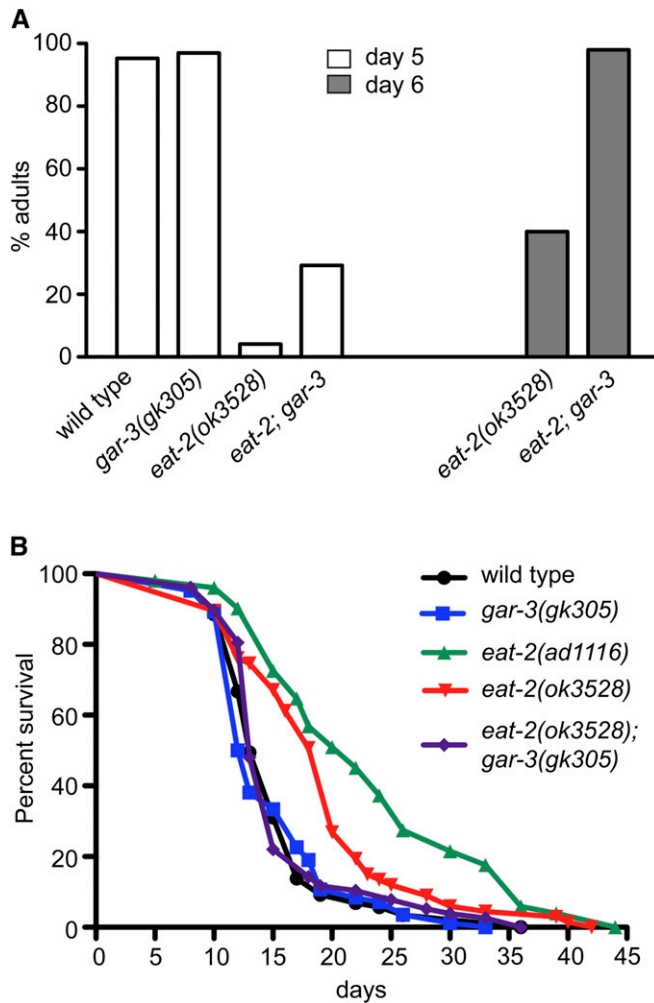 A
100
80
60
40
20
0
% adults
day 5
day 6
wild type
gar-3(gk305)
eat-2(ok3528)
eat-2; gar-3
eat-2(ok3528)
eat-2; gar-3
B
100
80
60
40
20
0
Percent survival
0 5 10 15 20 25 30 35 40 45
days
wild type
gar-3(gk305)
eat-2(ad1116)
eat-2(ok3528)
eat-2(ok3528);
gar-3(gk305)